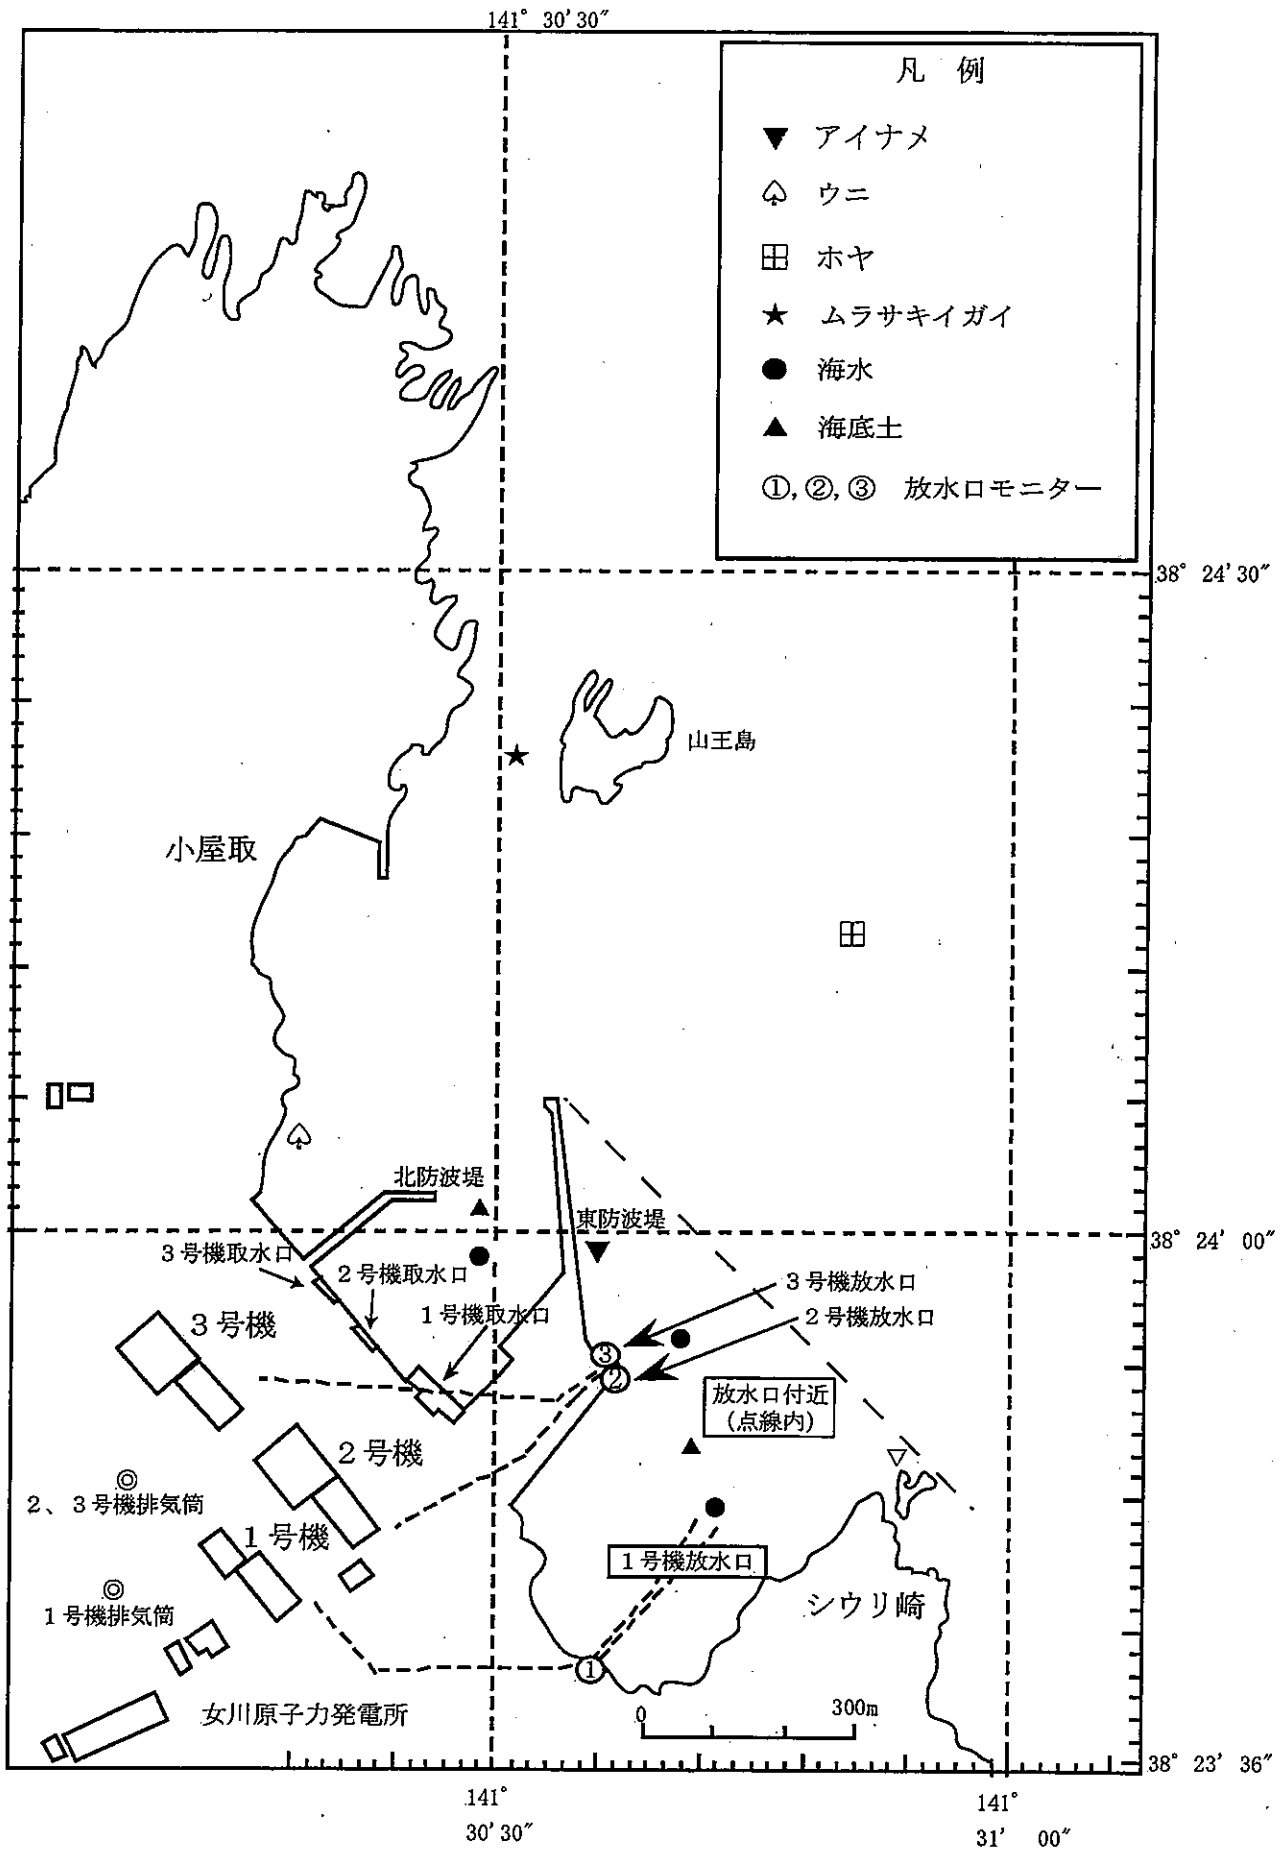 141° 30′30″
凡 例
アイナメ
ウニ
ホヤ
ムラサキイガイ
海水
海底土
①,②,③ 放水口モニター
38° 24′30″
山王島
小屋取
北防波堤
東防波堤
38° 24′ 00″
3号機取水口
2号機取水口
1号機取水口
3号機放水口
2号機放水口
3号機
③
②
放水口付近
(点線内)
2号機
2、3号機排気筒
1号機
1号機放水口
1号機排気筒
シウリ崎
①
女川原子力発電所
0 300m
38° 23′ 36″
141°
30′30″
141°
31′ 00″